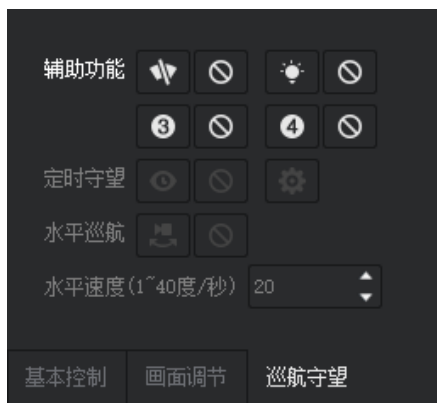 辅助功能
3 4
定时守望
水平巡航
水平速度(1~40度/秒) 20
基本控制 画面调节 巡航守望